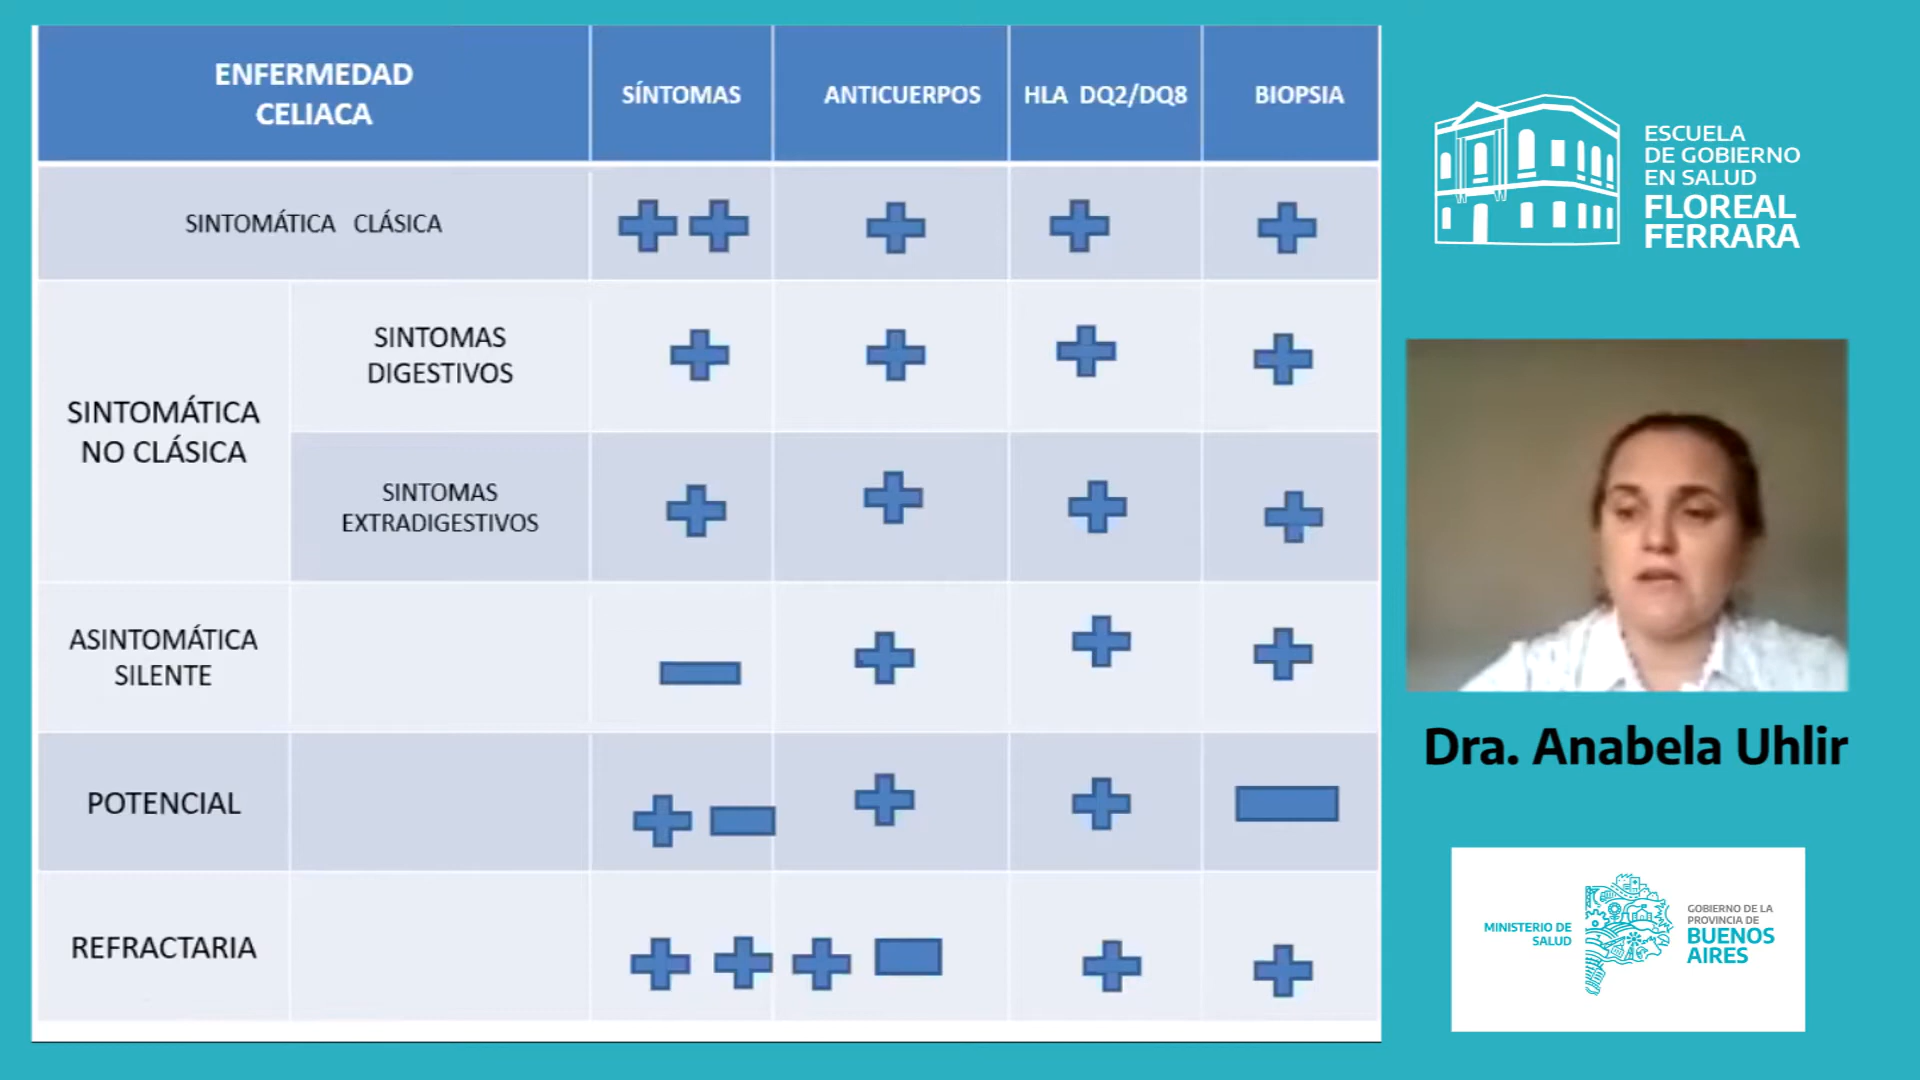 ENFERMEDAD
CELIACA
SÍNTOMAS
ANTICUERPOS
HLA DQ2/DQ8
BIOPSIA
SINTOMÁTICA CLÁSICA
SINTOMÁTICA
NO CLÁSICA
SINTOMAS
DIGESTIVOS
SINTOMAS
EXTRADIGESTIVOS
ASINTOMÁTICA
SILENTE
POTENCIAL
REFRACTARIA
ESCUELA
DE GOBIERNO
EN SALUD
FLOREAL
FERRARA
Dra. Anabela Uhlir
MINISTERIO DE
SALUD
GOBIERNO DE LA
PROVINCIA DE
BUENOS
AIRES